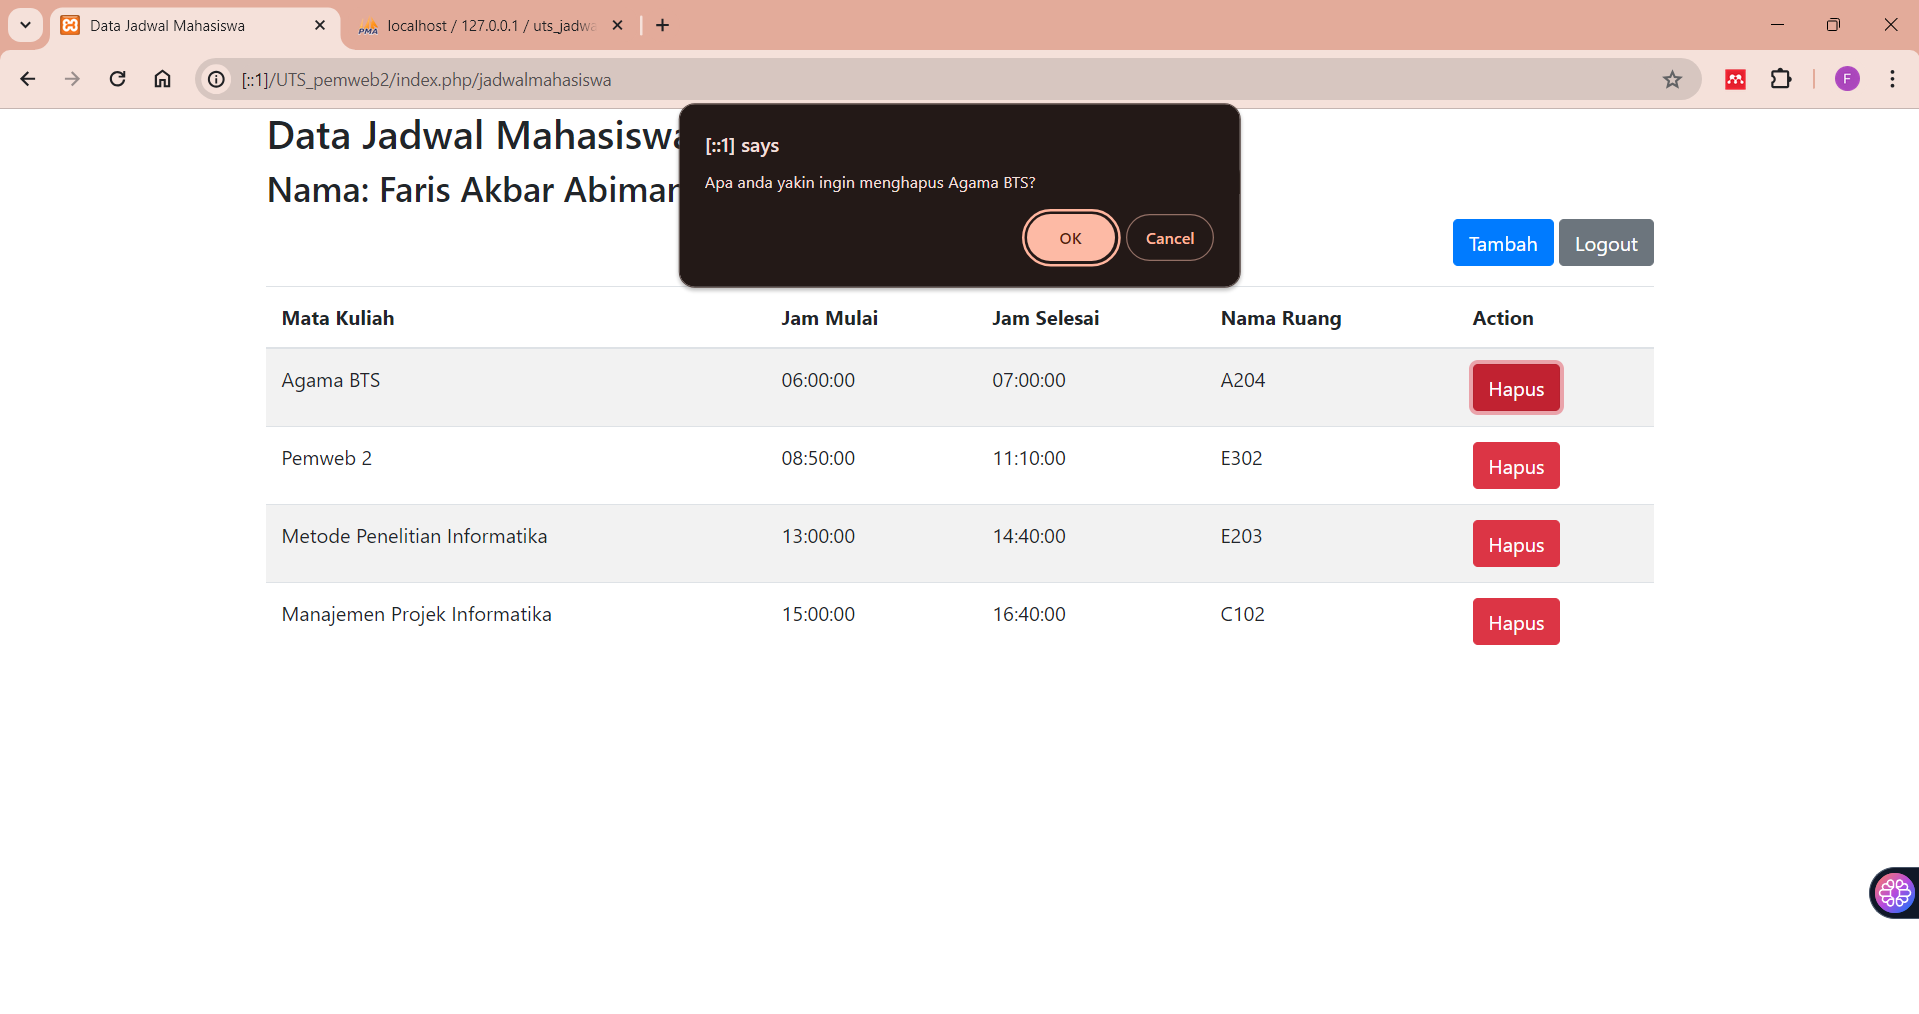 Data Jadwal Mahasiswa
PMA localhost / 127.0.0.1 / uts_jadwa
[::1]/UTS_pemweb2/index.php/jadwalmahasiswa
F
Data Jadwal Mahasiswa
Nama: Faris Akbar Abiman
[::1] says
Apa anda yakin ingin menghapus Agama BTS?
OK Cancel
Tambah Logout
Mata Kuliah Jam Mulai Jam Selesai Nama Ruang Action
Agama BTS 06:00:00 07:00:00 A204 Hapus
Pemweb 2 08:50:00 11:10:00 E302 Hapus
Metode Penelitian Informatika 13:00:00 14:40:00 E203 Hapus
Manajemen Projek Informatika 15:00:00 16:40:00 C102 Hapus